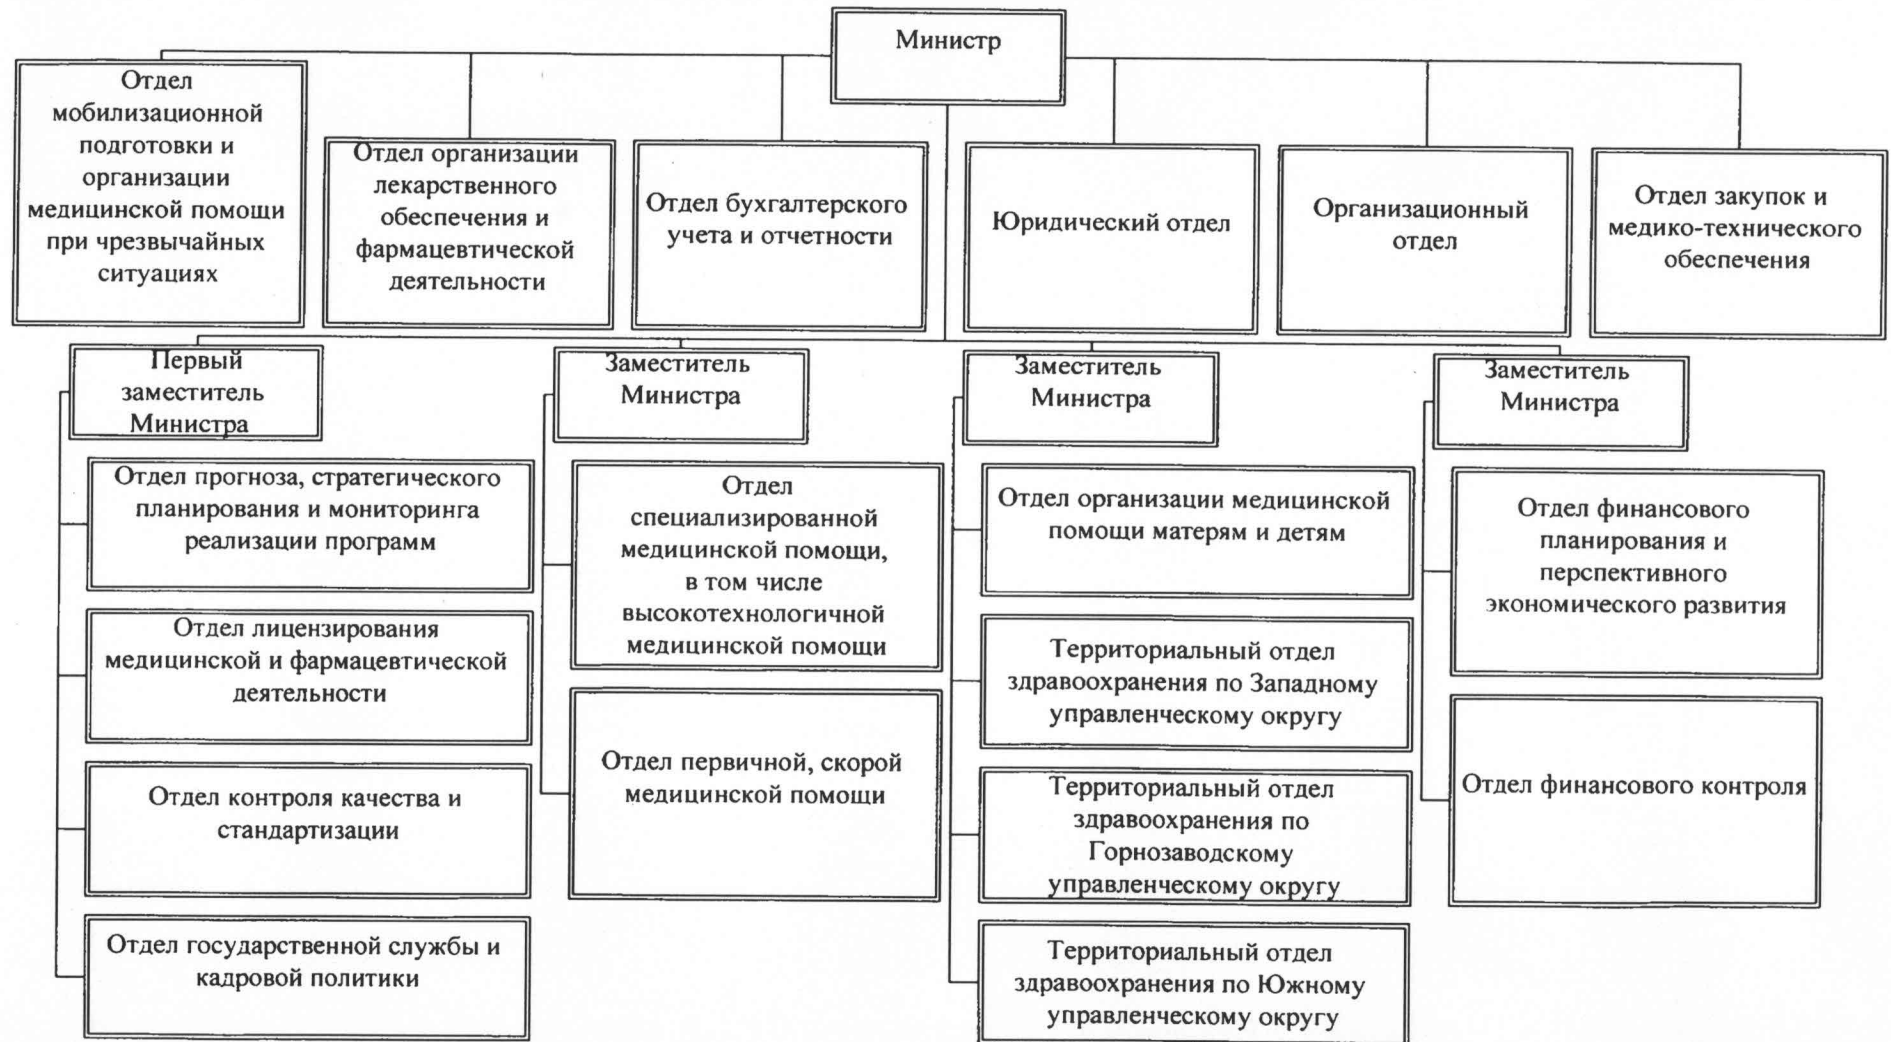 Министр
Отдел
мобилизационной
подготовки и
организации
медицинской помощи
при чрезвычайных
ситуациях
Отдел организации
лекарственного
обеспечения и
фармацевтической
деятельности
Отдел бухгалтерского
учета и отчетности
Юридический отдел
Организационный
отдел
Отдел закупок и
медико-технического
обеспечения
Первый
заместитель
Министра
Отдел прогноза, стратегического
планирования и мониторинга
реализации программ
Отдел лицензирования
медицинской и фармацевтической
деятельности
Отдел контроля качества и
стандартизации
Отдел государственной службы и
кадровой политики
Заместитель
Министра
Отдел
специализированной
медицинской помощи,
в том числе
высокотехнологичной
медицинской помощи
Отдел первичной, скорой
медицинской помощи
Заместитель
Министра
Отдел организации медицинской
помощи матерям и детям
Территориальный отдел
здравоохранения по Западному
управленческому округу
Территориальный отдел
здравоохранения по
Горнозаводскому
управленческому округу
Территориальный отдел
здравоохранения по Южному
управленческому округу
Заместитель
Министра
Отдел финансового
планирования и
перспективного
экономического развития
Отдел финансового контроля